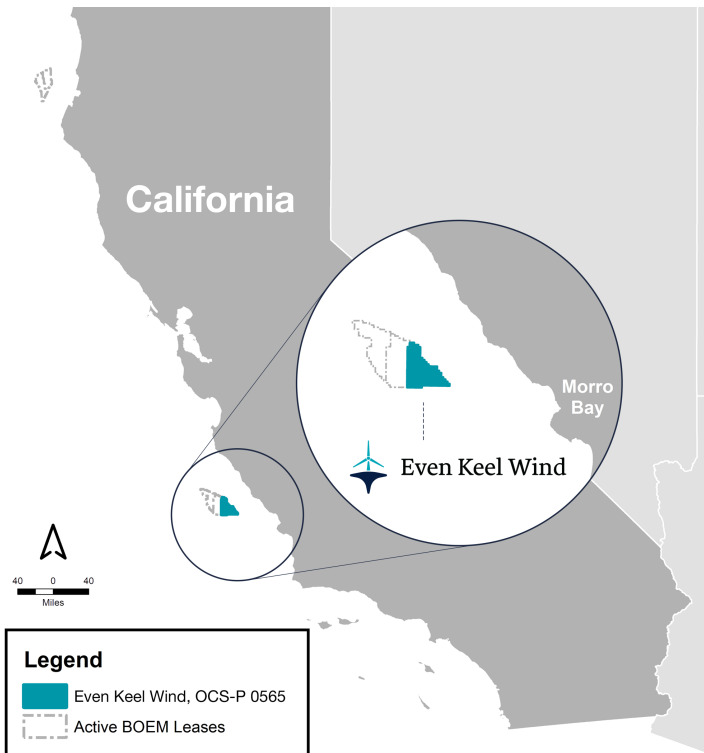 California
Morro
Bay
Even Keel Wind
40 0 40
Miles
Legend
Even Keel Wind, OCS-P 0565
Active BOEM Leases